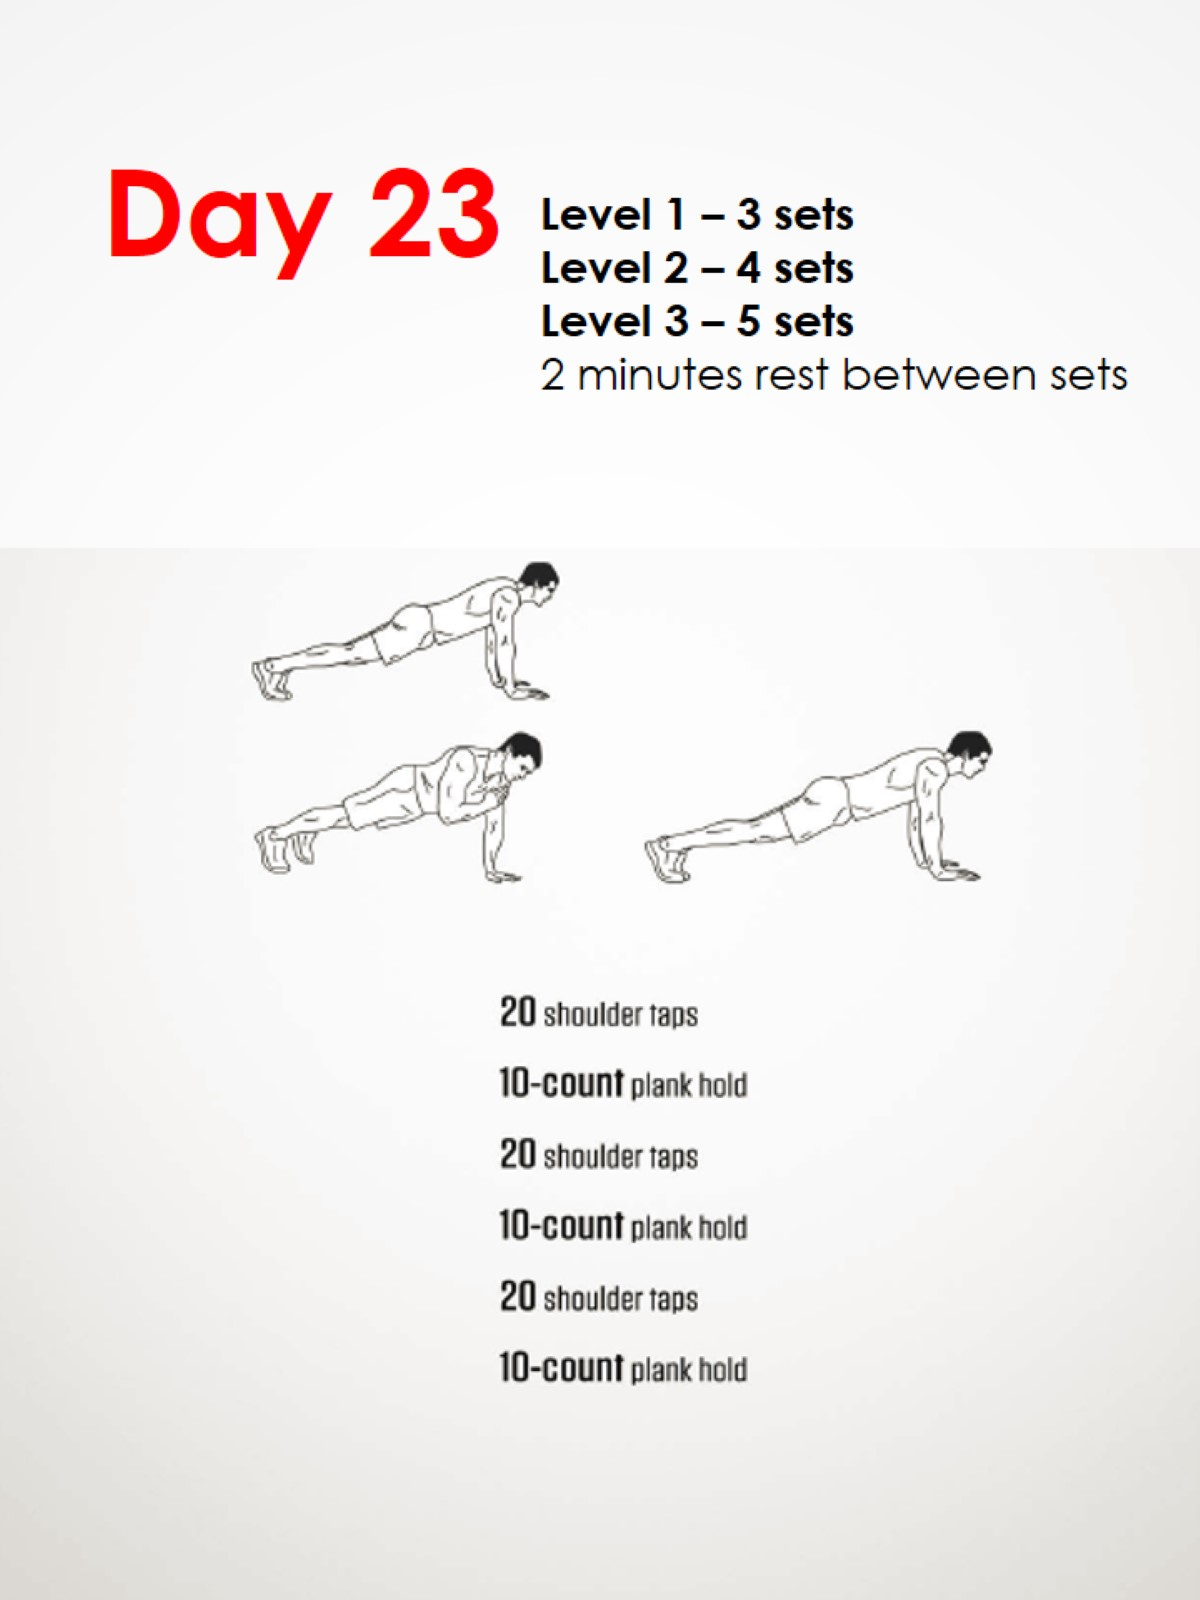 Day 23
Level 1 – 3 sets
Level 2 – 4 sets
Level 3 – 5 sets
2 minutes rest between sets
20 shoulder taps
10-count plank hold
20 shoulder taps
10-count plank hold
20 shoulder taps
10-count plank hold